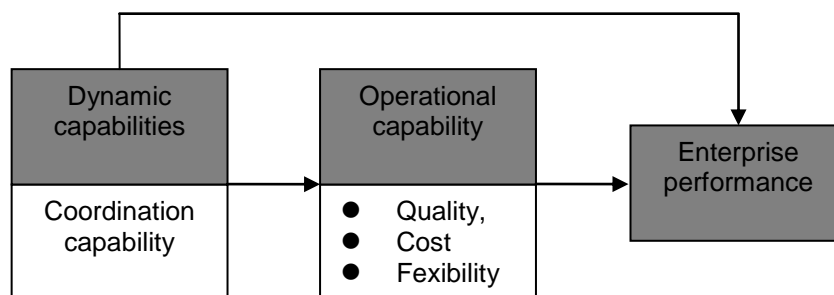 Dynamic
capabilities
Coordination
capability
Operational
capability
● Quality,
● Cost
● Fexibility
Enterprise
performance